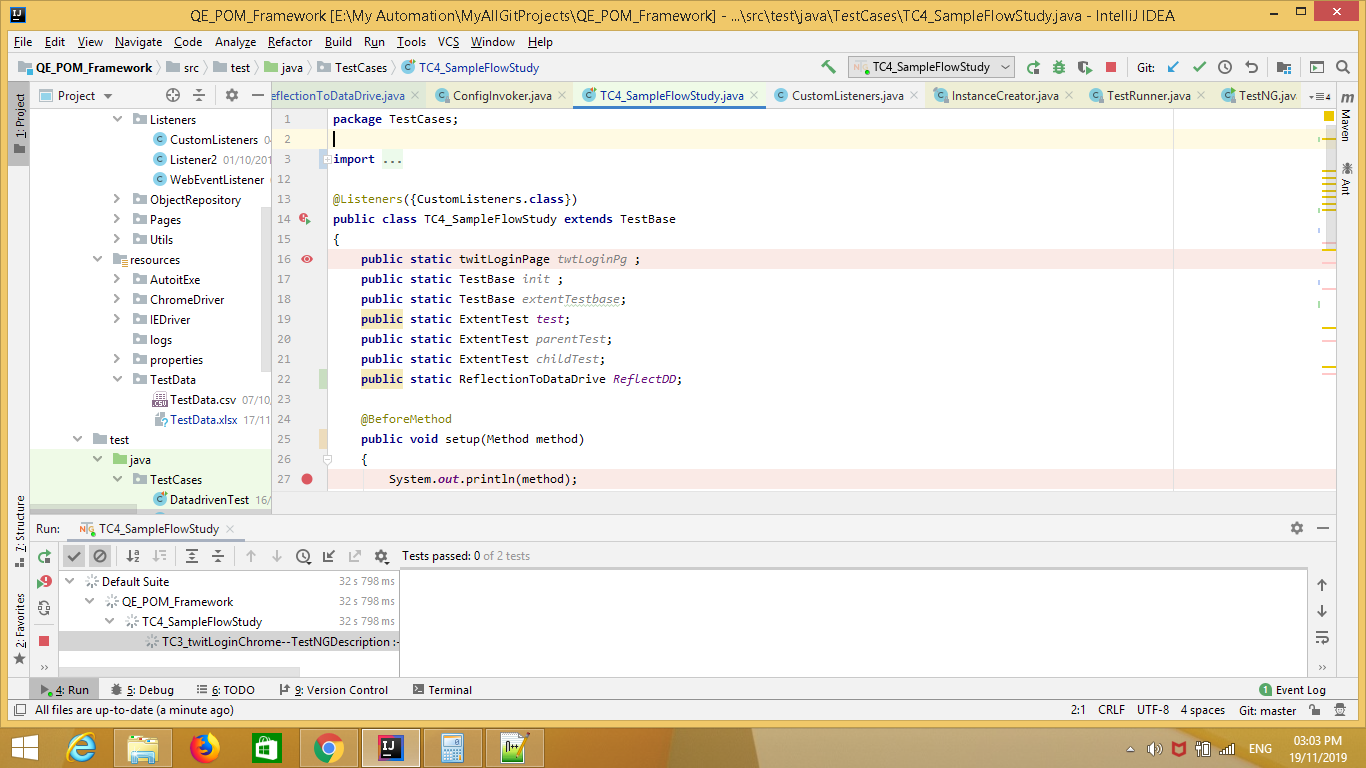 QE_POM_Framework [E:\My Automation\MyAllGitProjects\QE_POM_Framework] - ...\src\test\java\TestCases\TC4_SampleFlowStudy.java - IntelliJ IDEA
File Edit View Navigate Code Analyze Refactor Build Run Tools VCS Window Help
QE_POM_Framework src test java TestCases TC4_SampleFlowStudy
TC4_SampleFlowStudy Git:
Project
eflectionToDataDrive.java ConfigInvoker.java TC4_SampleFlowStudy.java CustomListeners.java InstanceCreator.java TestRunner.java TestNG.jav
1: Project
Listeners
CustomListeners
Listener2 01/10/201
WebEventListener
ObjectRepository
Pages
Utils
resources
AutoitExe
ChromeDriver
IEDriver
logs
properties
TestData
TestData.csv 07/10/
TestData.xlsx 17/11
test
java
TestCases
DatadrivenTest 16/
1 package TestCases;
2
3 import ...
12
13 @Listeners({CustomListeners.class})
14 public class TC4_SampleFlowStudy extends TestBase
15 {
16 public static twitLoginPage twtLoginPg ;
17 public static TestBase init ;
18 public static TestBase extentTestbase;
19 public static ExtentTest test;
20 public static ExtentTest parentTest;
21 public static ExtentTest childTest;
22 public static ReflectionToDataDrive ReflectDD;
23
24 @BeforeMethod
25 public void setup(Method method)
26 {
27 System.out.println(method);
Maven
Ant
7: Structure
2: Favorites
Run: TC4_SampleFlowStudy
Tests passed: 0 of 2 tests
Default Suite 32 s 798 ms
QE_POM_Framework 32 s 798 ms
TC4_SampleFlowStudy 32 s 798 ms
TC3_twitLoginChrome--TestNGDescription :-
4: Run 5: Debug 6: TODO 9: Version Control Terminal 1 Event Log
All files are up-to-date (a minute ago) 2:1 CRLF UTF-8 4 spaces Git: master
ENG
03:03 PM
19/11/2019